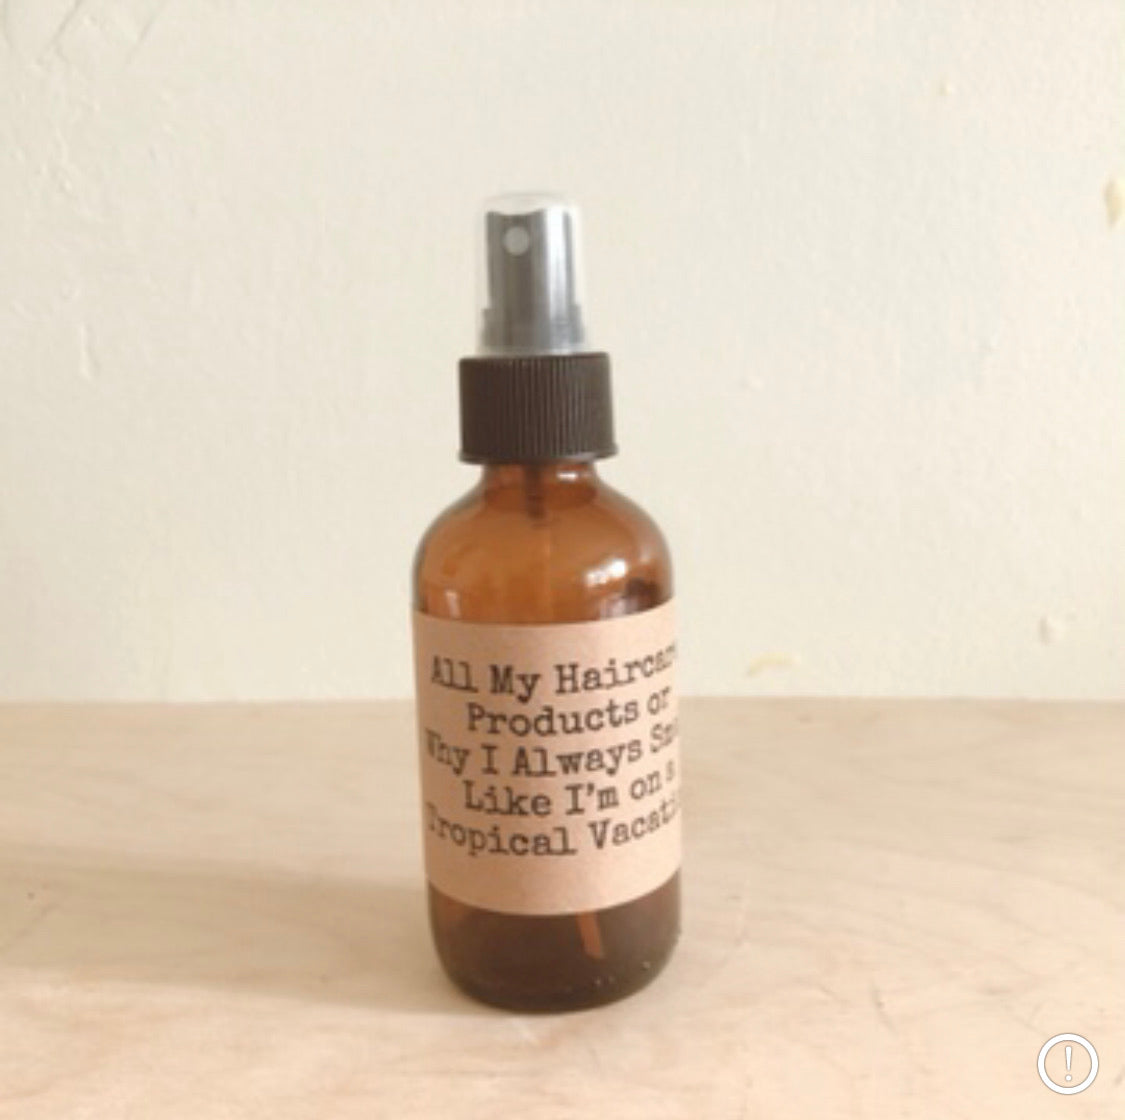 All My Haircare
Products or
Why I Always
Like I'm on a
Tropical